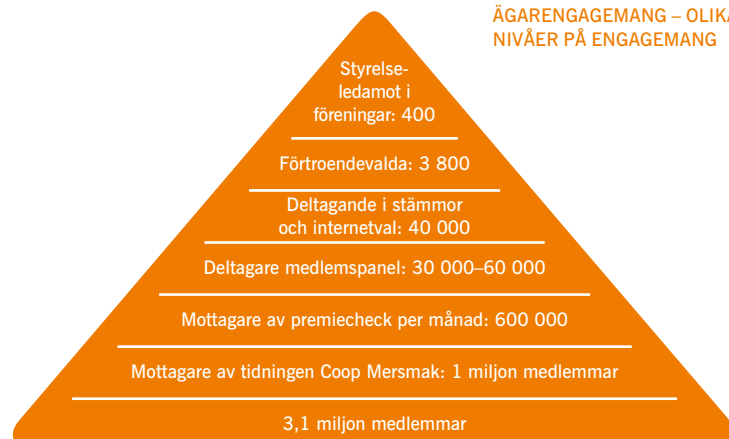 ÄGARENGAGEMANG – OLIKA
NIVÅER PÅ ENGAGEMANG
Styrelse-
ledamot i
föreningar: 400
Förtroendevalda: 3 800
Deltagande i stämmor
och internetval: 40 000
Deltagare medlemspanel: 30 000–60 000
Mottagare av premiecheck per månad: 600 000
Mottagare av tidningen Coop Mersmak: 1 miljon medlemmar
3,1 miljon medlemmar